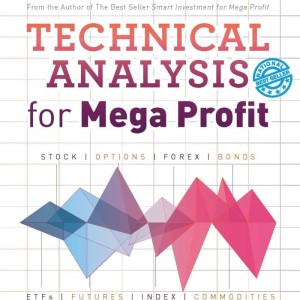 From the Author of The Best Seller Smart Investment for Mega Profit
TECHNICAL
ANALYSIS
NATIONAL
BEST SELLER
for Mega Profit
STOCK | OPTIONS | FOREX | BONDS
ETFs | FUTURES | INDEX | COMMODITIES